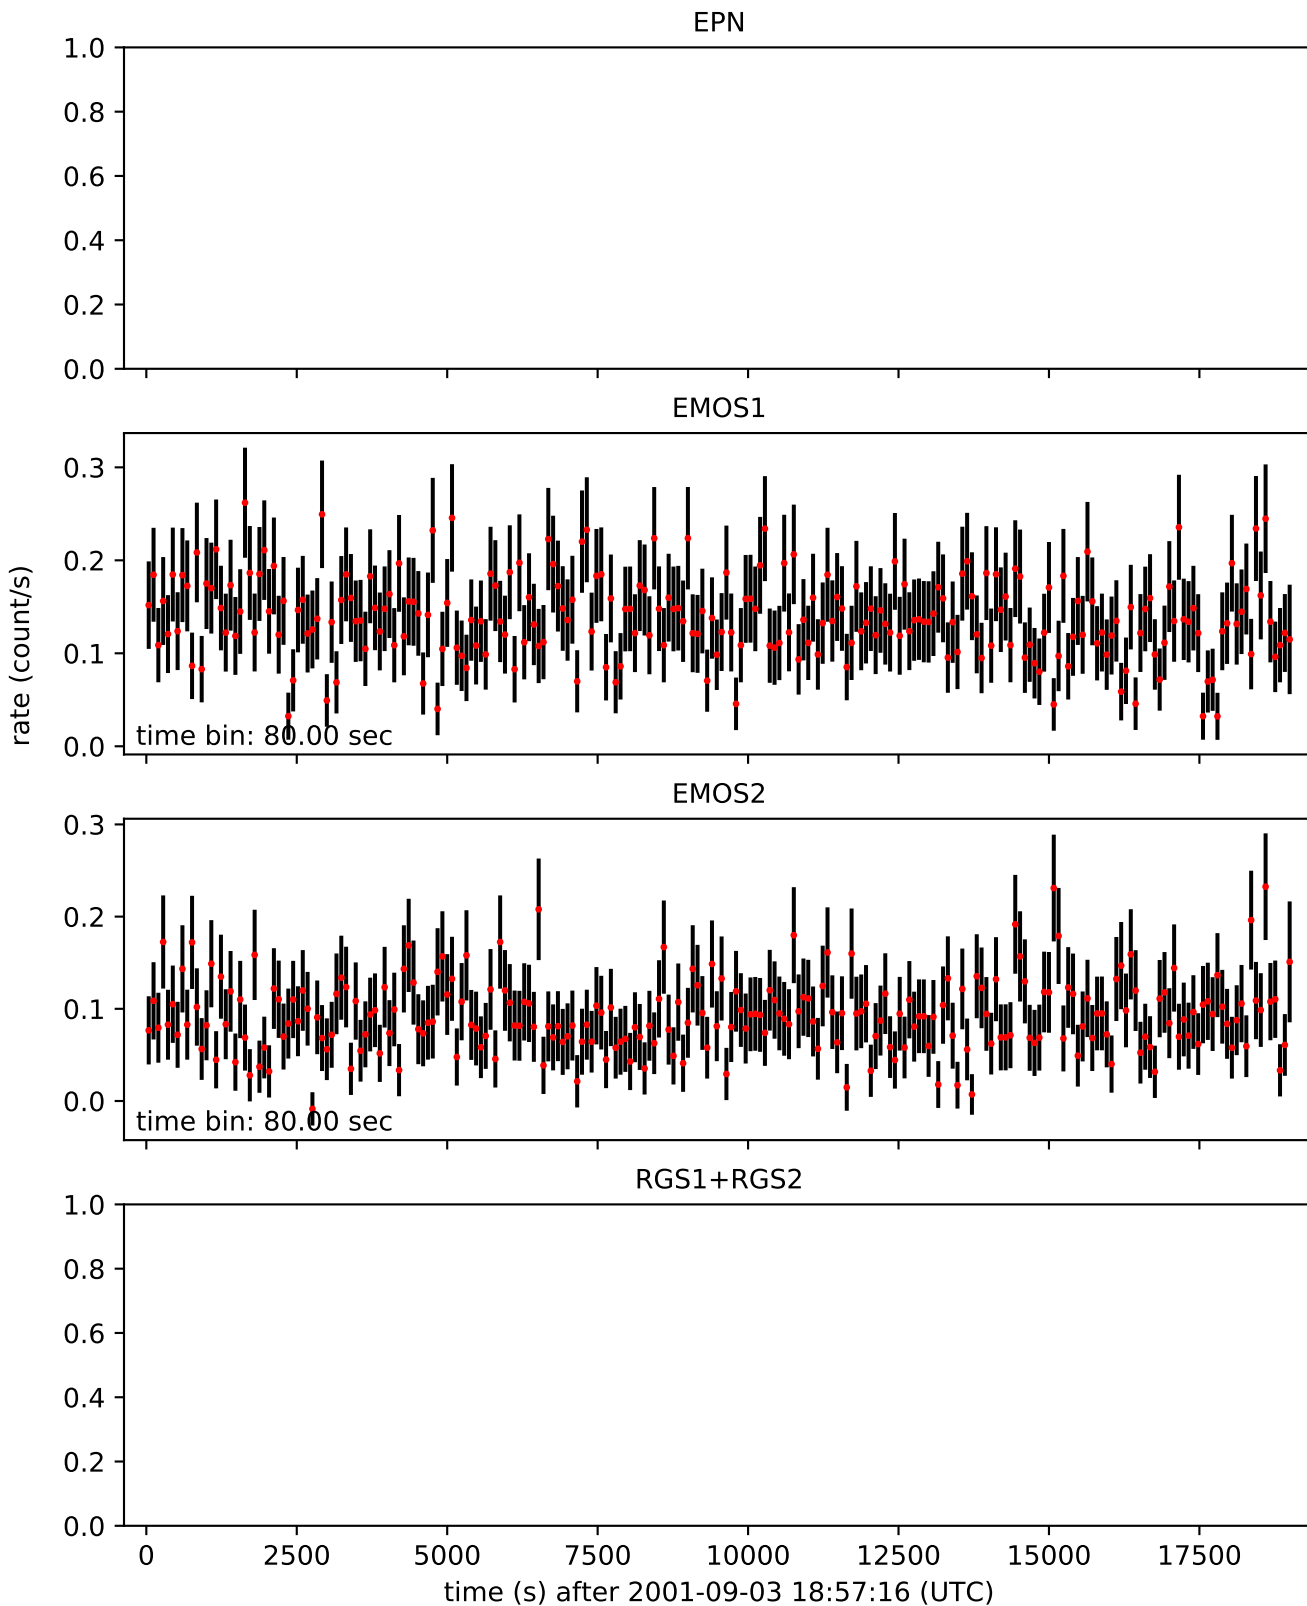 EPN
1.0
0.8
0.6
0.4
0.2
0.0
EMOS1
0.3
0.2
0.1
0.0
time bin: 80.00 sec
rate (count/s)
EMOS2
0.3
0.2
0.1
0.0
time bin: 80.00 sec
RGS1+RGS2
1.0
0.8
0.6
0.4
0.2
0.0
0 2500 5000 7500 10000 12500 15000 17500
time (s) after 2001-09-03 18:57:16 (UTC)